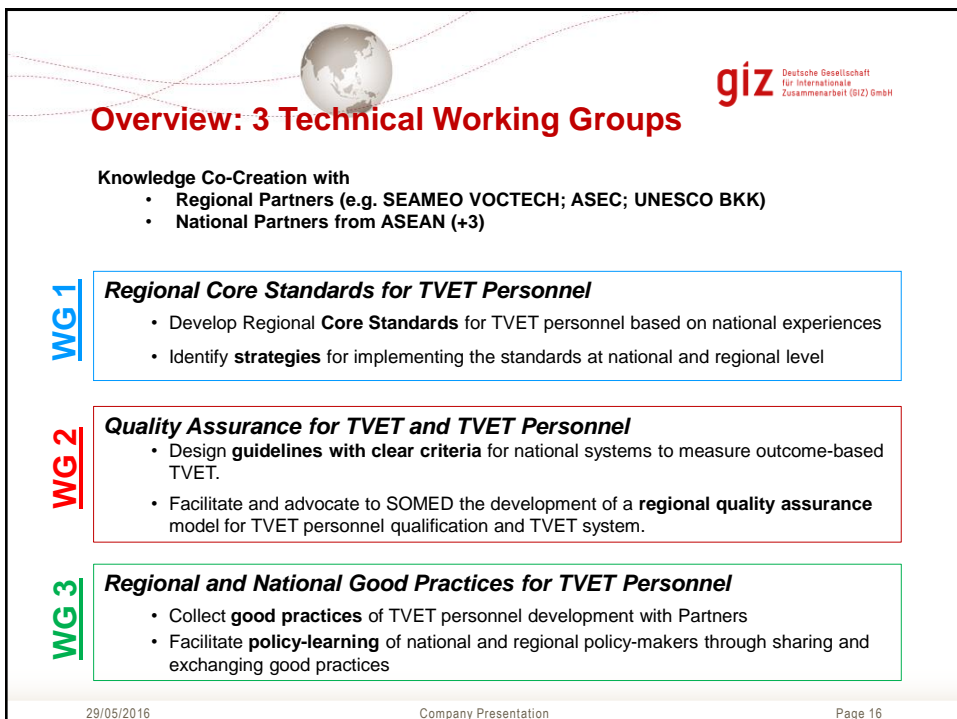 giz Deutsche Gesellschaft
für Internationale
Zusammenarbeit (GIZ) GmbH
Overview: 3 Technical Working Groups
Knowledge Co-Creation with
• Regional Partners (e.g. SEAMEO VOCTECH; ASEC; UNESCO BKK)
• National Partners from ASEAN (+3)
WG 1
Regional Core Standards for TVET Personnel
• Develop Regional Core Standards for TVET personnel based on national experiences
• Identify strategies for implementing the standards at national and regional level
WG 2
Quality Assurance for TVET and TVET Personnel
• Design guidelines with clear criteria for national systems to measure outcome-based
TVET.
• Facilitate and advocate to SOMED the development of a regional quality assurance
model for TVET personnel qualification and TVET system.
WG 3
Regional and National Good Practices for TVET Personnel
• Collect good practices of TVET personnel development with Partners
• Facilitate policy-learning of national and regional policy-makers through sharing and
exchanging good practices
29/05/2016 Company Presentation Page 16